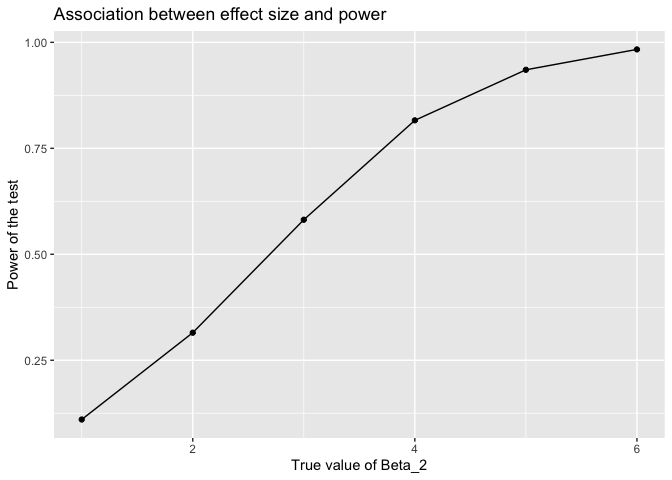 Association between effect size and power
1.00
0.75
0.50
0.25
Power of the test
2
4
6
True value of Beta_2